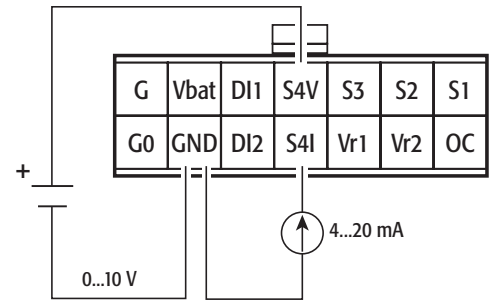 G Vbat DI1 S4V S3 S2 S1
G0 GND DI2 S4I Vr1 Vr2 OC
+
4...20 mA
0...10 V